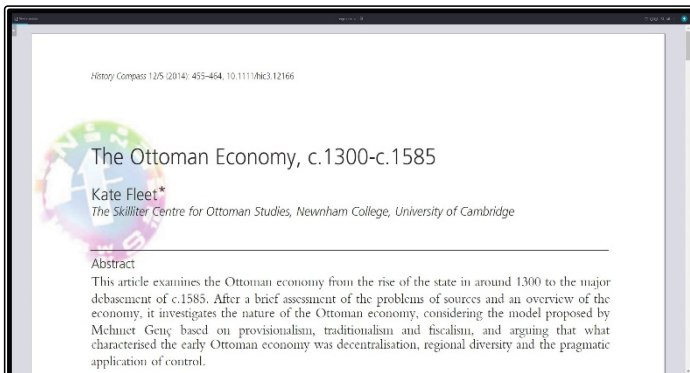 History Compass 12/5 (2014): 455–464, 10.1111/hic3.12166
The Ottoman Economy, c.1300-c.1585
Kate Fleet*
The Skilliter Centre for Ottoman Studies, Newnham College, University of Cambridge
Abstract
This article examines the Ottoman economy from the rise of the state in around 1300 to the major
debasement of c.1585. After a brief assessment of the problems of sources and an overview of the
economy, it investigates the nature of the Ottoman economy, considering the model proposed by
Mehmet Genç based on provisionalism, traditionalism and fiscalism, and arguing that what
characterised the early Ottoman economy was decentralisation, regional diversity and the pragmatic
application of control.